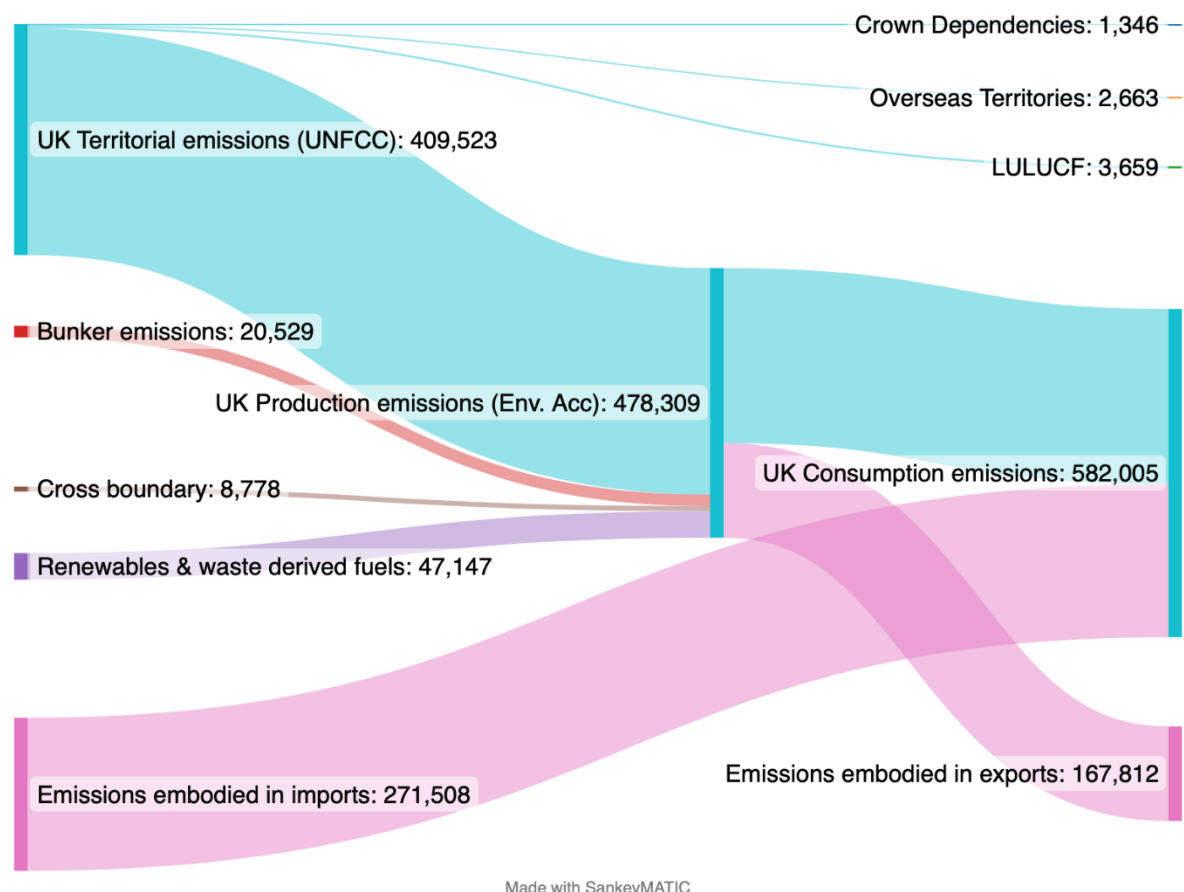 Crown Dependencies: 1,346
Overseas Territories: 2,663
UK Territorial emissions (UNFCC): 409,523
LULUCF: 3,659
Bunker emissions: 20,529
UK Production emissions (Env. Acc): 478,309
UK Consumption emissions: 582,005
Cross boundary: 8,778
Renewables & waste derived fuels: 47,147
Emissions embodied in exports: 167,812
Emissions embodied in imports: 271,508
Made with SankeyMATIC